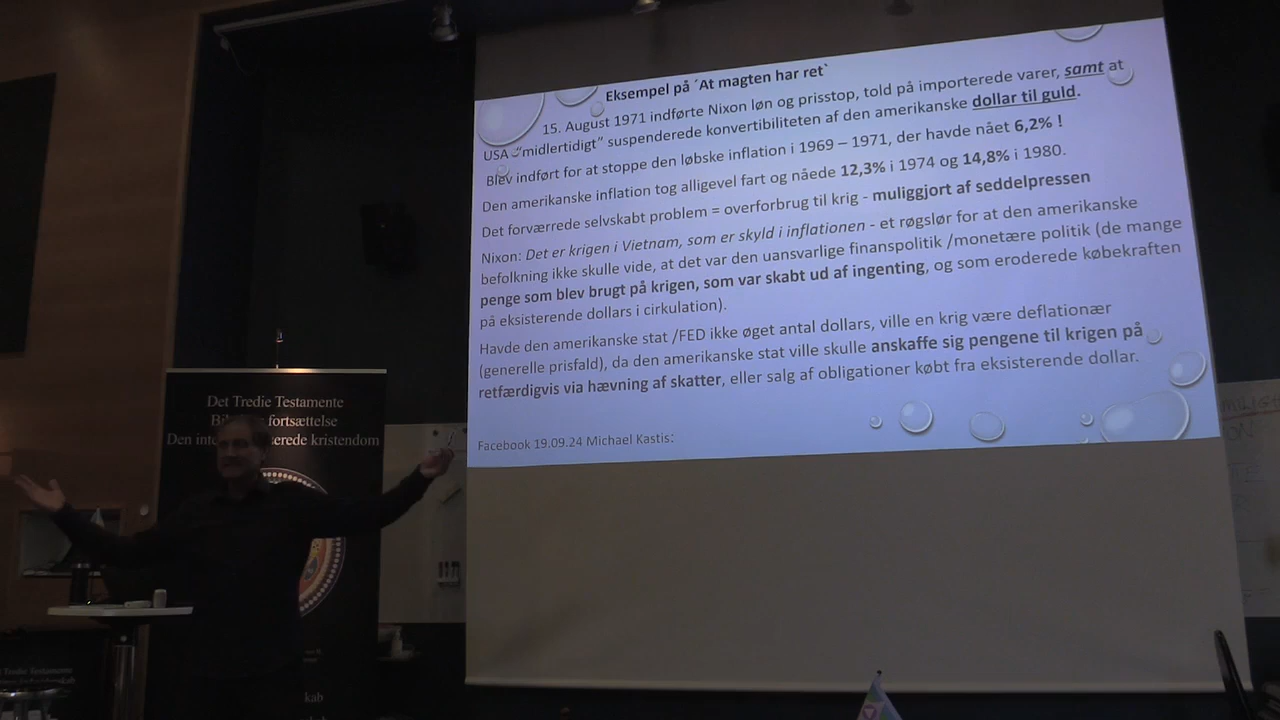 Eksempel på ´At magten har ret`
15. August 1971 indførte Nixon løn og prisstop, told på importerede varer, samt at
USA ”midlertidigt” suspenderede konvertibiliteten af den amerikanske dollar til guld.
Blev indført for at stoppe den løbske inflation i 1969 – 1971, der havde nået 6,2% !
Den amerikanske inflation tog alligevel fart og nåede 12,3% i 1974 og 14,8% i 1980.
Det forværrede selvskabt problem = overforbrug til krig - muliggjort af seddelpressen
Nixon: Det er krigen i Vietnam, som er skyld i inflationen - et røgslør for at den amerikanske
befolkning ikke skulle vide, at det var den uansvarlige finanspolitik /monetære politik (de mange
penge som blev brugt på krigen, som var skabt ud af ingenting, og som eroderede købekraften
på eksisterende dollars i cirkulation).
Havde den amerikanske stat /FED ikke øget antal dollars, ville en krig være deflationær
(generelle prisfald), da den amerikanske stat ville skulle anskaffe sig pengene til krigen på
retfærdigvis via hævning af skatter, eller salg af obligationer købt fra eksisterende dollar.
Facebook 19.09.24 Michael Kastis:
Det Tredie Testamente
fortsættelse
Den kristendom
Tredie Testamente